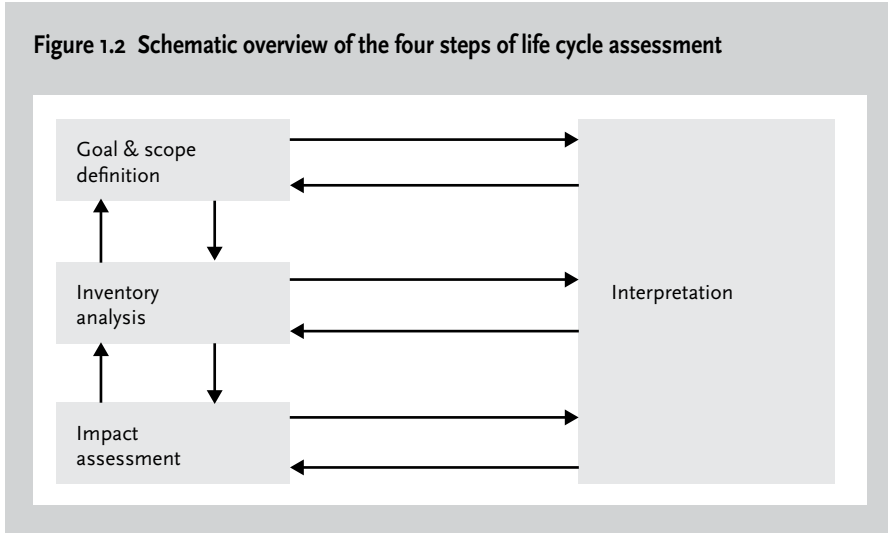 Figure 1.2 Schematic overview of the four steps of life cycle assessment
Goal & scope
definition
Inventory
analysis
Interpretation
Impact
assessment